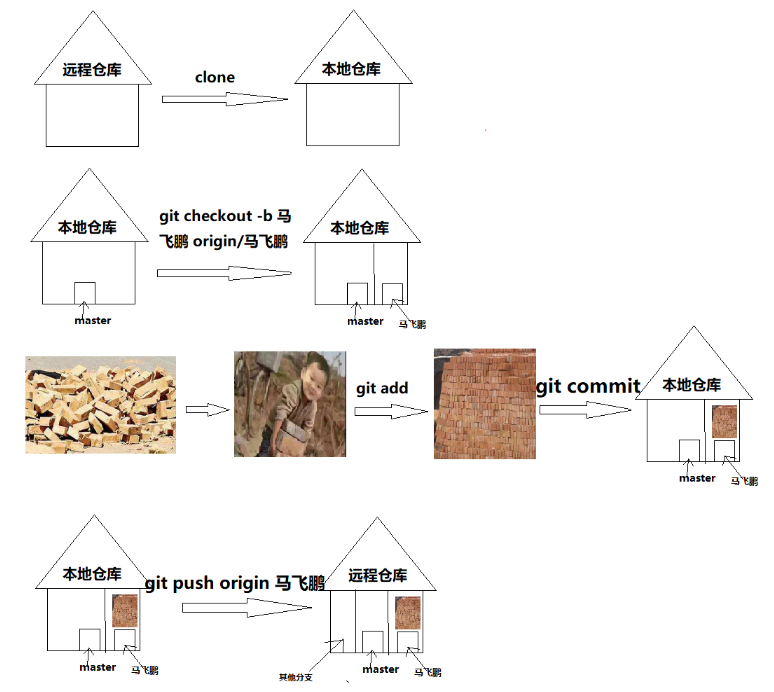 远程仓库
clone
本地仓库
本地仓库
git checkout -b 马
飞鹏 origin/马飞鹏
本地仓库
master
master
马飞鹏
git add
git commit
本地仓库
master
马飞鹏
本地仓库
git push origin 马飞鹏
远程仓库
master
马飞鹏
其他分支
master
马飞鹏